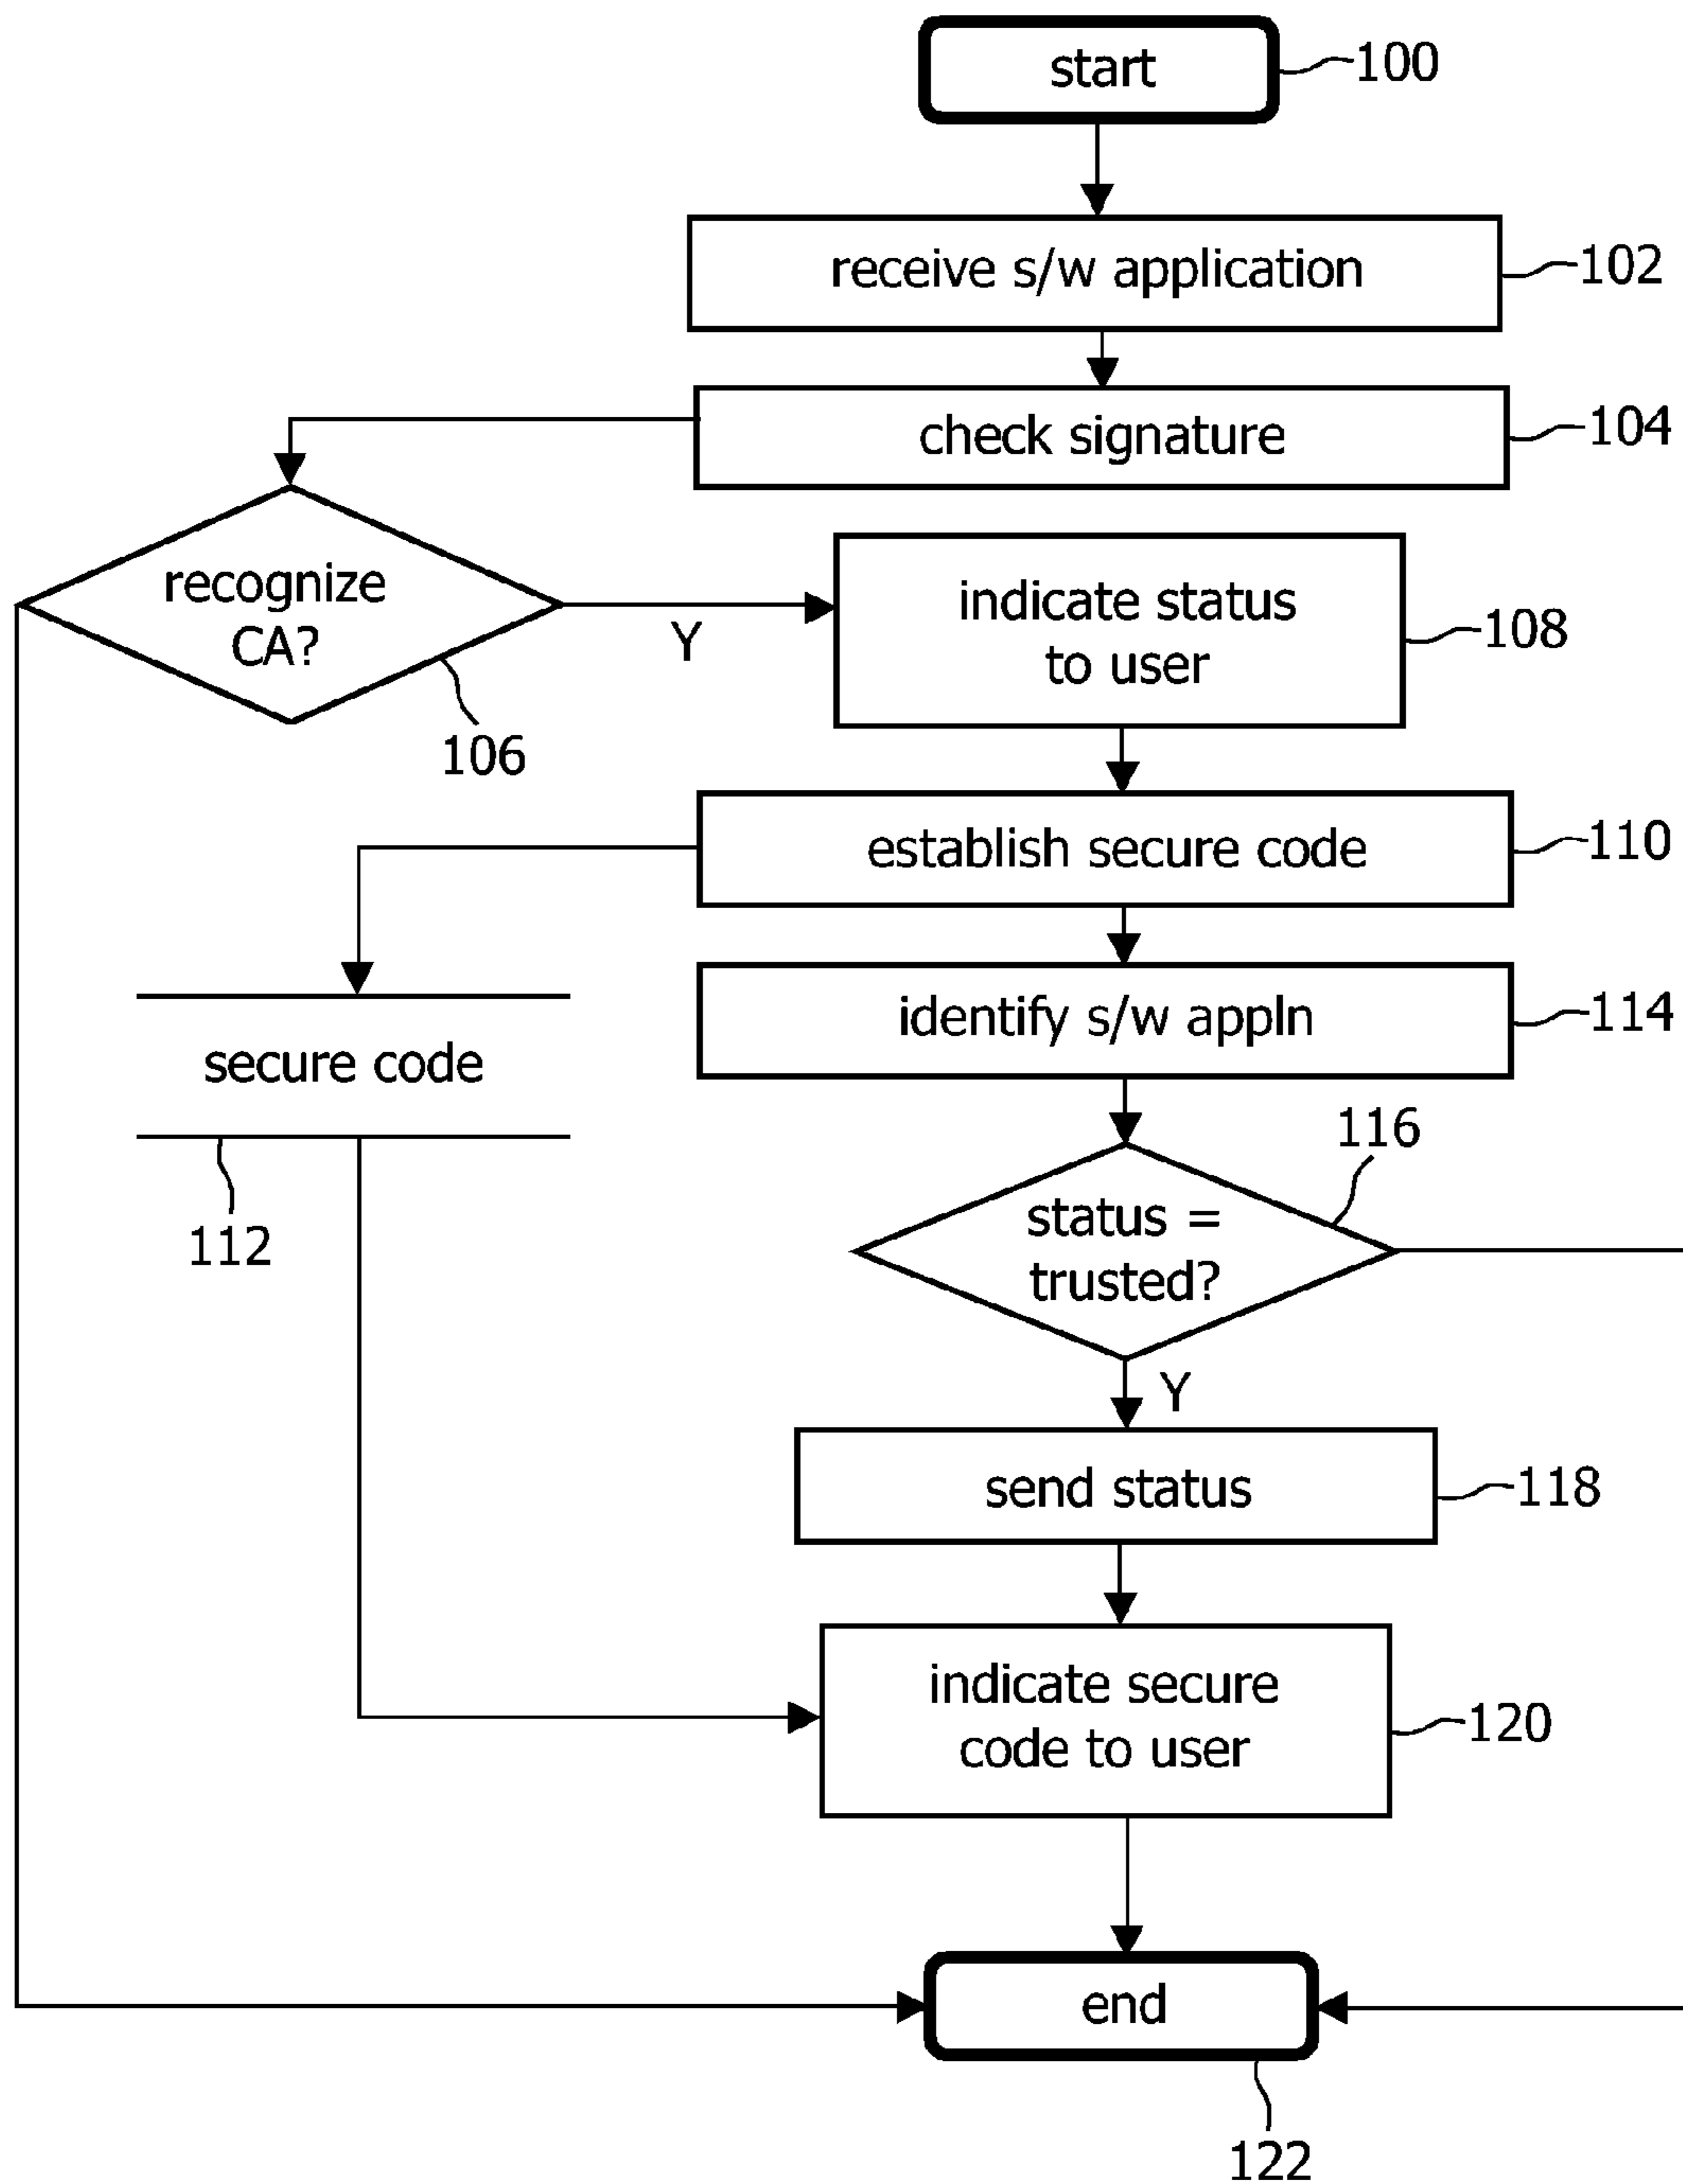 start
100
receive s/w application
102
check signature
104
recognize
CA?
106
Y
indicate status
to user
108
establish secure code
110
secure code
112
identify s/w appln
114
status =
trusted?
116
Y
send status
118
indicate secure
code to user
120
end
122